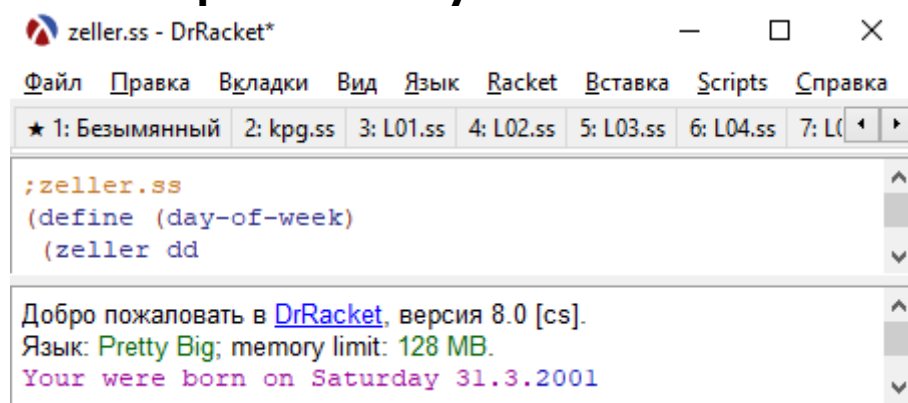 zeller.ss - DrRacket*
Файл Правка Вкладки Вид Язык Racket Вставка Scripts Справка
★ 1: Безымянный 2: kpg.ss 3: L01.ss 4: L02.ss 5: L03.ss 6: L04.ss 7: L(
;zeller.ss
(define (day-of-week)
(zeller dd
Добро пожаловать в DrRacket, версия 8.0 [cs].
Язык: Pretty Big; memory limit: 128 MB.
Your were born on Saturday 31.3.2001